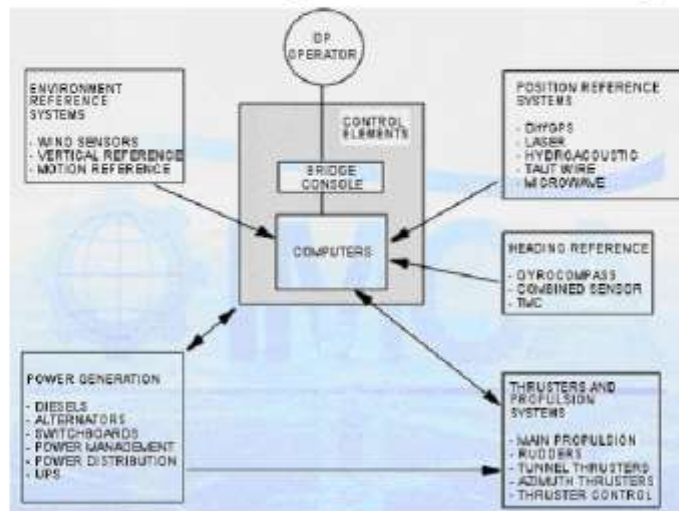 DP
OPERATOR
ENVIRONMENT
REFERENCE
SYSTEMS
- WIND SENSORS
- VERTICAL REFERENCE
- MOTION REFERENCE
CONTROL
ELEMENTS
BRIDGE
CONSOLE
COMPUTERS
POSITION REFERENCE
SYSTEMS
- DIFFGPS
- LASER
- HYDROACOUSTIC
- TAUT WIRE
- MICROWAVE
HEADING REFERENCE
- GYROCOMPASS
- COMBINED SENSOR
- TMC
POWER GENERATION
- DIESELS
- ALTERNATORS
- SWITCHBOARDS
- POWER MANAGEMENT
- POWER DISTRIBUTION
- UPS
THRUSTERS AND
PROPULSION
SYSTEMS
- MAIN PROPULSION
- RUDDERS
- TUNNEL THRUSTERS
- AZIMUTH THRUSTERS
- THRUSTER CONTROL
IMCA